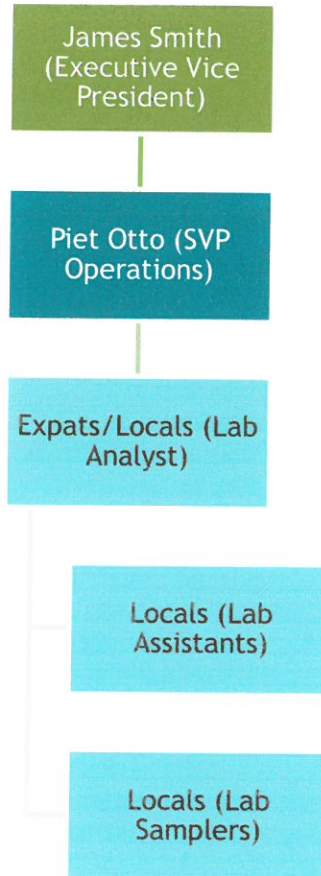 James Smith
(Executive Vice
President)
Piet Otto (SVP
Operations)
Expats/Locals (Lab
Analyst)
Locals (Lab
Assistants)
Locals (Lab
Samplers)